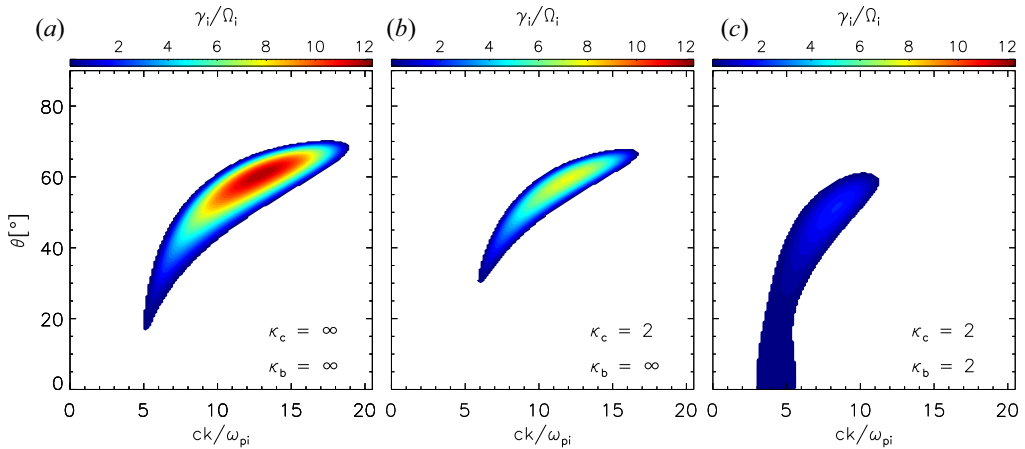 (a) γi/Ωi (b) γi/Ωi (c) γi/Ωi
2 4 6 8 10 12 2 4 6 8 10 12 2 4 6 8 10 12
80
60
θ[°]
40
20
κc = ∞ κc = 2 κc = 2
κb = ∞ κb = ∞ κb = 2
0
0 5 10 15 20 0 5 10 15 20 0 5 10 15 20
ck/ωpi ck/ωpi ck/ωpi